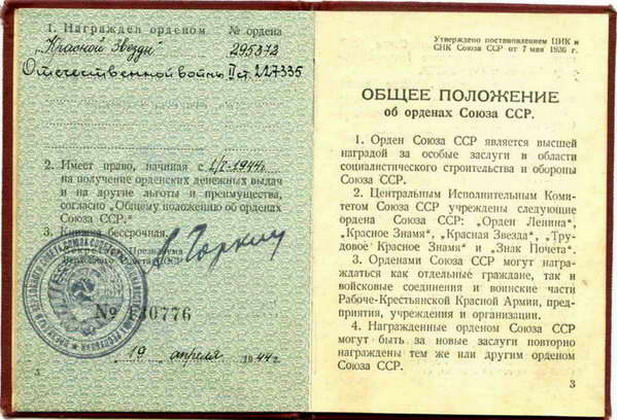 1. Награжден орденом № ордена
„Красной Звезды" 295372
Отечественной войны II ст. 227335
2. Имеет право, начиная с 1/V-1944г.
на получение орденских денежных выдач
и на другие льготы и преимущества,
согласно „Общему положению об орденах
Союза ССР."
3. Книжка бессрочная.
Секретарь Президиума
А. Горкин
№ 130776
19 апреля 1944г.
Утверждено постановлением ЦИК и
СНК Союза ССР от 7 мая 1936 г.
ОБЩЕЕ ПОЛОЖЕНИЕ
об орденах Союза ССР.
1. Орден Союза ССР является высшей
наградой за особые заслуги в области
социалистического строительства и обороны
Союза ССР.
2. Центральным Исполнительным Коми-
тетом Союза ССР учреждены следующие
ордена Союза ССР: „Орден Ленина",
„Красное Знамя", „Красная Звезда", „Тру-
довое Красное Знамя" и „Знак Почета".
3. Орденами Союза ССР могут награ-
ждаться как отдельные граждане, так и
войсковые соединения и воинские части
Рабоче-Крестьянской Красной Армии, пред-
приятия, учреждения и организации.
4. Награжденные орденом Союза ССР
могут быть за новые заслуги повторно
награждены тем же или другим орденом
Союза ССР.
3